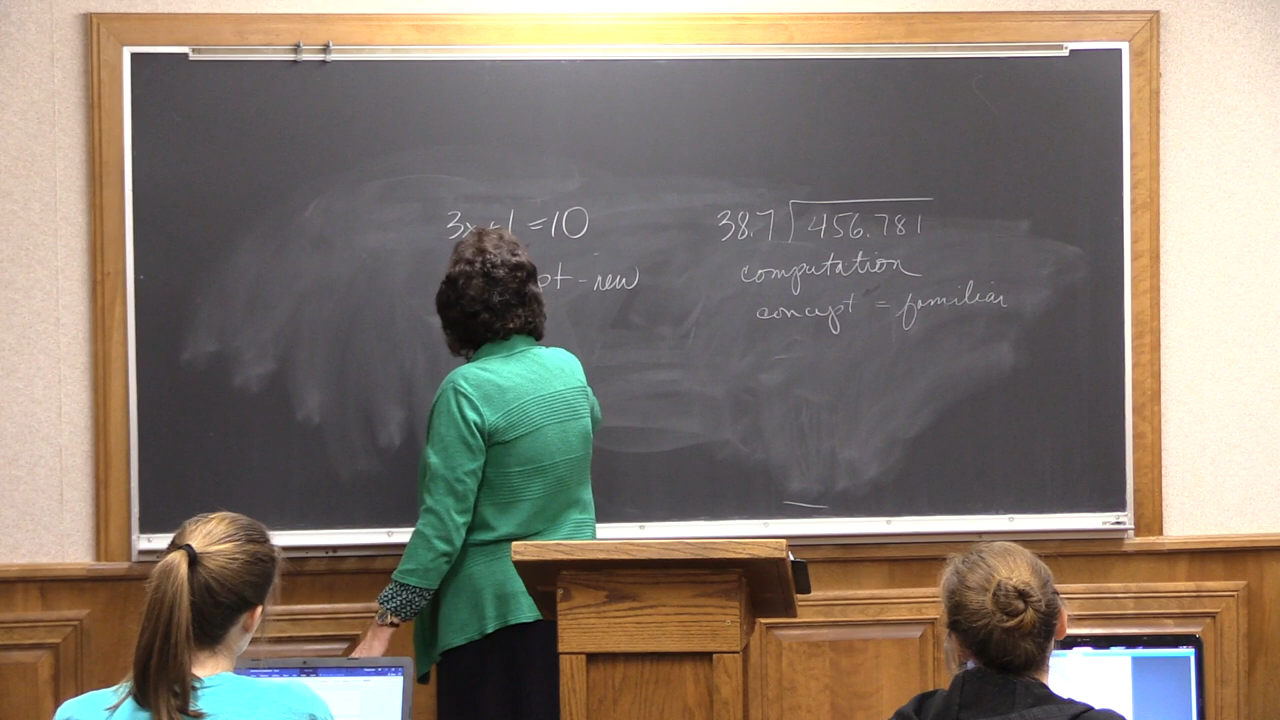 3x+1=10
-new
38.7 456.781
computation
concept = familiar